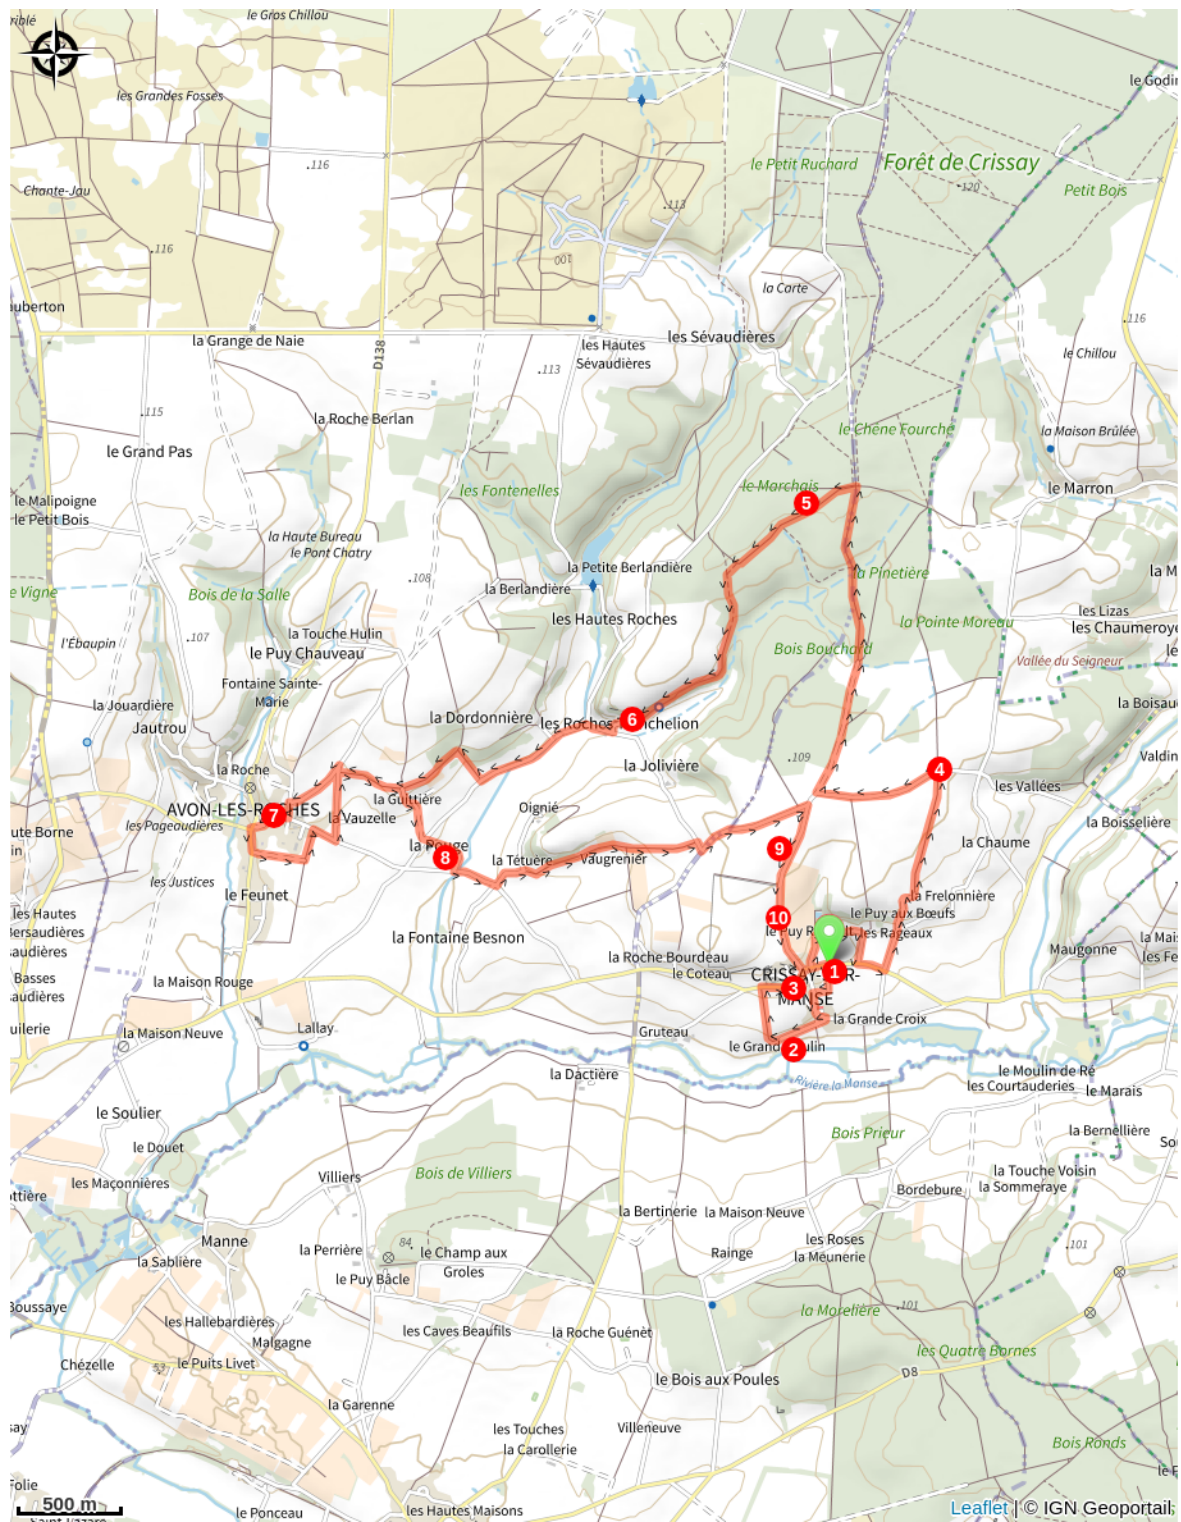 le Gros Chillou
les Grandes Fosses
le Godin
.116
Forêt de Crissay
le Petit Ruchard
.120
Petit Bois
Chante-Jau
.113
.116
100
la Carte
auberton
.116
la Grange de Naie
les Sévaudières
les Hautes
Sévaudières
D138
le Chillou
.113
.115
la Roche Berlan
le Chêne Fourche
la Maison Brûlée
le Grand Pas
les Fontenelles
le Marchais
5
le Marron
le Malipoigne
le Petit Bois
la Haute Bureau
le Pont Chatry
la Petite Berlandière
la Pinetière
.108
la Berlandière
e Vigne
Bois de la Salle
les Hautes Roches
les Lizas
la Pointe Moreau
les Chaumeroye
la Touche Hulin
l'Ébaupin
.107
le Puy Chauveau
Bois Bouchard
Vallée du Seigneur
Fontaine Sainte-
Marie
la Jouardière
la Dordonnière
6
Jautrou
.109
la Jolivière
4
la Roche
les Vallées
la Guittière
Oignié
7
AVON-LES-ROCHES
la Vauzelle
les Pageaudières
la Boisselière
ute Borne
la Chaume
9
8
la Tétuère
Vaugrenier
les Justices
le Feunet
la Frelonnière
10
le Puy aux Bœufs
les Hautes
les Rageaux
la Fontaine Besnon
Maugonne
la Roche Bourdeau
le Coteau
1
CRISSAY-SUR-
MANSE
3
Basses
la Maison Rouge
la Grande Croix
Lallay
la Maison Neuve
Gruteau
le Grand Moulin
2
Rivière la Manse
la Dactière
le Moulin de Ré
les Courtauderies
le Marais
le Soulier
Bois Prieur
la Bernellière
le Douet
Villiers
Bois de Villiers
la Touche Voisin
la Sommeraye
les Maçonnières
Bordebure
la Bertinerie
la Maison Neuve
Manne
la Perrière
84
le Champ aux
Groles
Rainge
les Roses
la Meunerie
.101
la Sablière
le Puy Bâcle
Boussaye
les Hallebardières
la Morelière
.101
Malgagne
les Caves Beaufils
la Roche Guénèt
Chézelle
53
le Puits Livet
les Quatre Bornes
D8
le Bois aux Poules
la Garenne
les Touches
Villeneuve
la Carollerie
Bois Ronds
500 m
le Ponceau
les Hautes Maisons
Leaflet | © IGN Geoportail